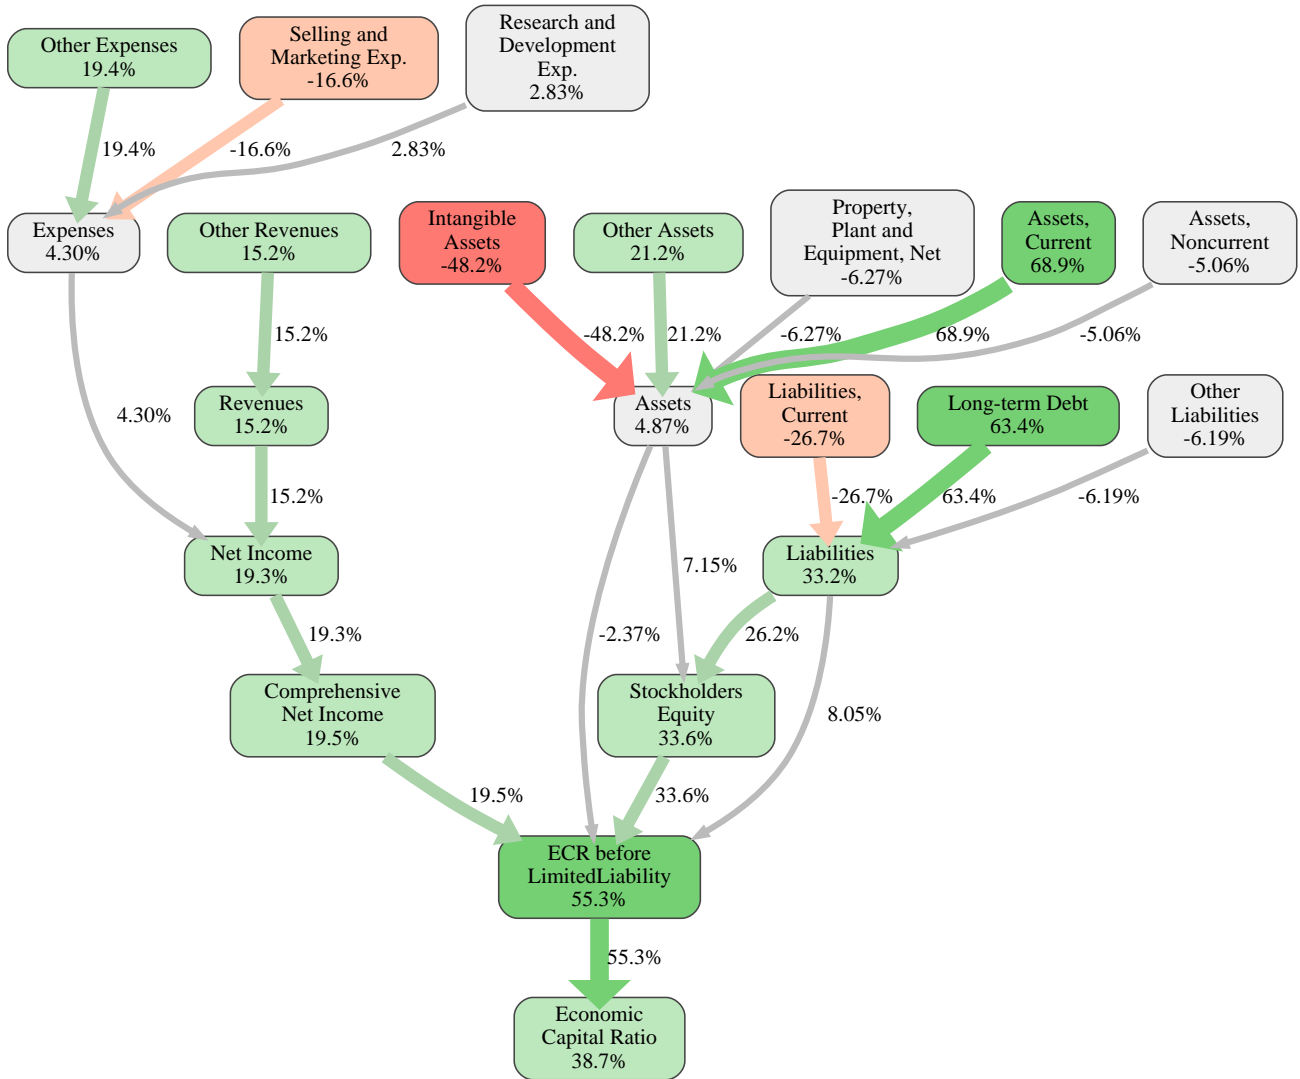 Other Expenses
19.4%
Selling and
Marketing Exp.
-16.6%
Research and
Development
Exp.
2.83%
19.4%
-16.6%
2.83%
Expenses
4.30%
Other Revenues
15.2%
Intangible
Assets
-48.2%
Other Assets
21.2%
Property,
Plant and
Equipment, Net
-6.27%
Assets,
Current
68.9%
Assets,
Noncurrent
-5.06%
15.2%
-48.2%
21.2%
-6.27%
68.9%
-5.06%
4.30%
Revenues
15.2%
Assets
4.87%
Liabilities,
Current
-26.7%
Long-term Debt
63.4%
Other
Liabilities
-6.19%
15.2%
-26.7%
63.4%
-6.19%
Net Income
19.3%
7.15%
Liabilities
33.2%
19.3%
-2.37%
26.2%
Comprehensive
Net Income
19.5%
Stockholders
Equity
33.6%
8.05%
19.5%
33.6%
ECR before
LimitedLiability
55.3%
55.3%
Economic
Capital Ratio
38.7%